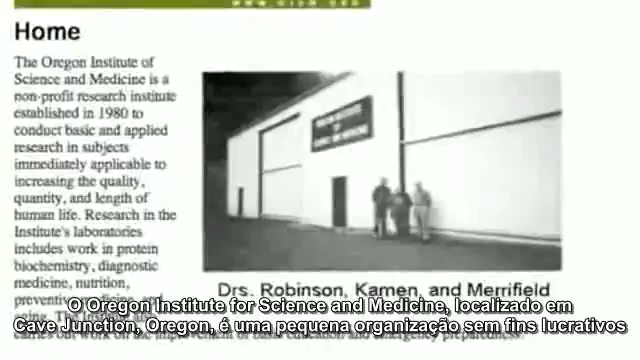 Home
The Oregon Institute of
Science and Medicine is a
non-profit research institute
established in 1980 to
conduct basic and applied
research in subjects
immediately applicable to
increasing the quality,
quantity, and length of
human life. Research in the
Institute's laboratories
includes work in protein
biochemistry, diagnostic
medicine, nutrition,
Drs. Robinson, Kamen, and Merrifield
O Oregon Institute for Science and Medicine, localizado em
Cave Junction, Oregon, é uma pequena organização sem fins lucrativos